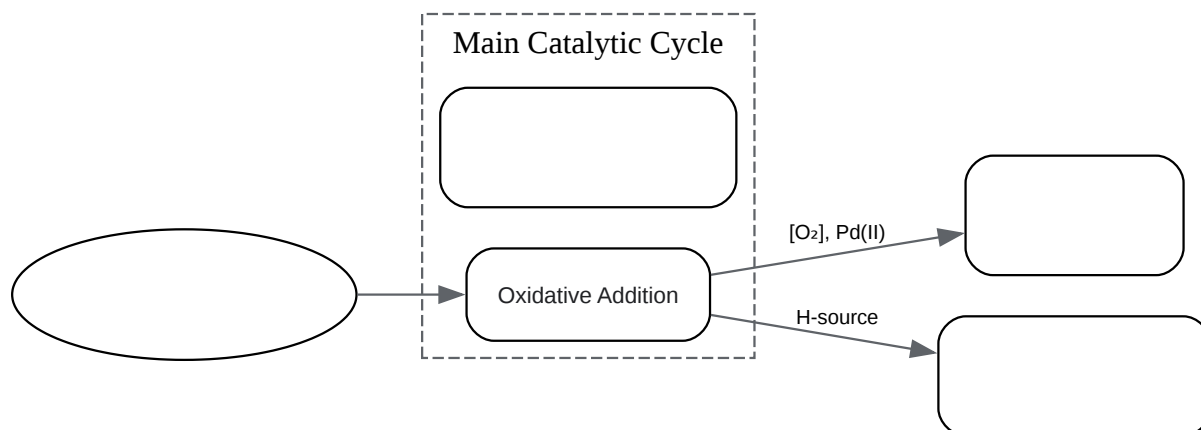 Main Catalytic Cycle
[O₂], Pd(II)
Oxidative Addition
H-source